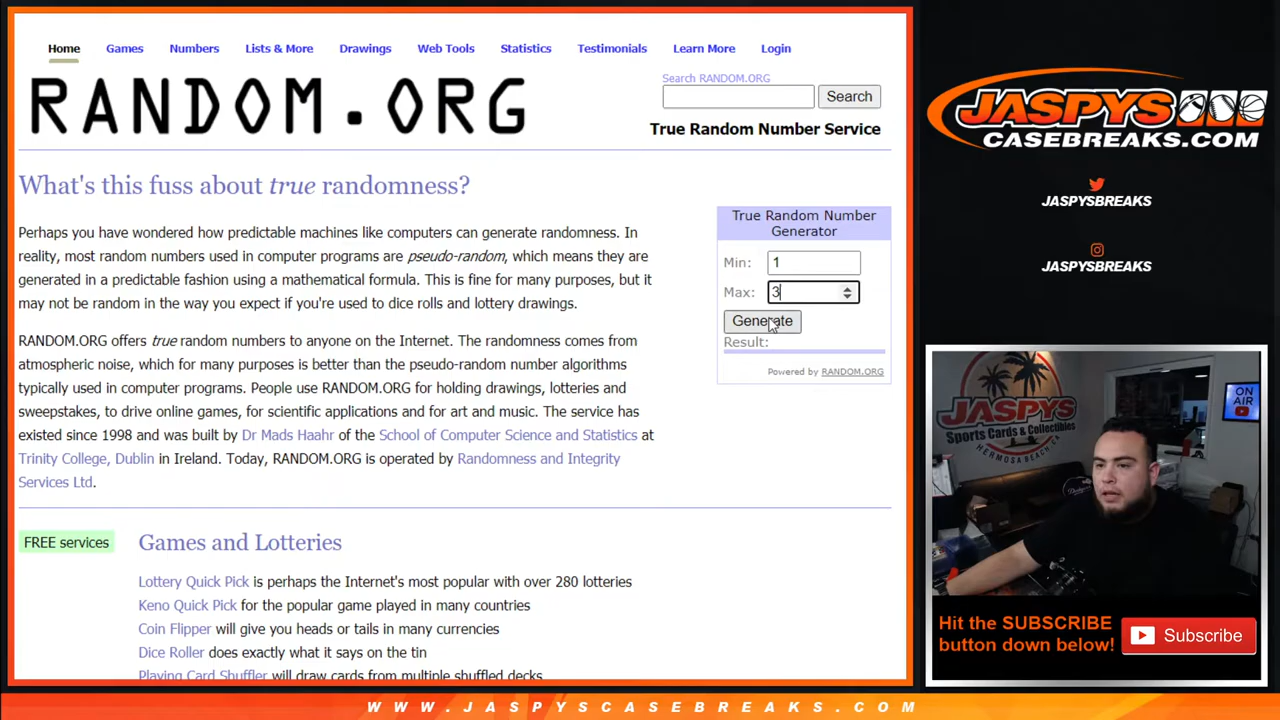 Home Games Numbers Lists & More Drawings Web Tools Statistics Testimonials Learn More Login
RANDOM.ORG
Search RANDOM.ORG
Search
True Random Number Service
What's this fuss about true randomness?
Perhaps you have wondered how predictable machines like computers can generate randomness. In
reality, most random numbers used in computer programs are pseudo-random, which means they are
generated in a predictable fashion using a mathematical formula. This is fine for many purposes, but it
may not be random in the way you expect if you're used to dice rolls and lottery drawings.
RANDOM.ORG offers true random numbers to anyone on the Internet. The randomness comes from
atmospheric noise, which for many purposes is better than the pseudo-random number algorithms
typically used in computer programs. People use RANDOM.ORG for holding drawings, lotteries and
sweepstakes, to drive online games, for scientific applications and for art and music. The service has
existed since 1998 and was built by Dr Mads Haahr of the School of Computer Science and Statistics at
Trinity College, Dublin in Ireland. Today, RANDOM.ORG is operated by Randomness and Integrity
Services Ltd.
True Random Number
Generator
Min: 1
Max: 3
Generate
Result:
Powered by RANDOM.ORG
FREE services
Games and Lotteries
Lottery Quick Pick is perhaps the Internet's most popular with over 280 lotteries
Keno Quick Pick for the popular game played in many countries
Coin Flipper will give you heads or tails in many currencies
Dice Roller does exactly what it says on the tin
Playing Card Shuffler will draw cards from multiple shuffled decks
JASPYS
CASEBREAKS.COM
JASPYSBREAKS
JASPYSBREAKS
JASPYS
Sports Cards & Collectibles
HERMOSA BEACH, CA
ON
AIR
Hit the SUBSCRIBE
button down below!
Subscribe
WWW.JASPYSCASEBREAKS.COM